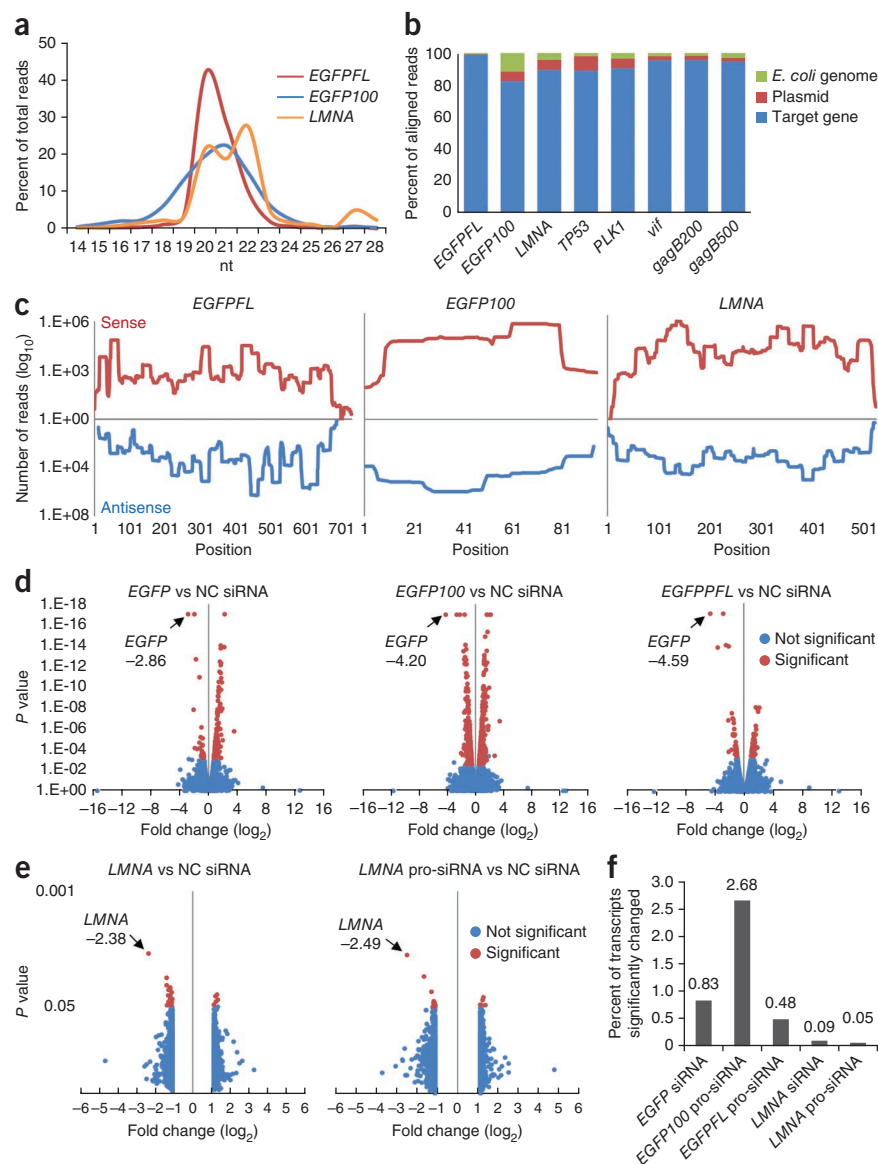 a
50
40
30
20
10
0
Percent of total reads
EGFPFL
EGFP100
LMNA
14 15 16 17 18 19 20 21 22 23 24 25 26 27 28
nt
b
100
80
60
40
20
0
Percent of aligned reads
E. coli genome
Plasmid
Target gene
EGFPFL
EGFP100
LMNA
TP53
PLK1
vif
gagB200
gagB500
c
EGFPFL
EGFP100
LMNA
Number of reads (log10)
1.E+06
1.E+03
1.E+00
1.E+04
1.E+08
Sense
Antisense
1 101 201 301 401 501 601 701
Position
1 21 41 61 81
Position
1 101 201 301 401 501
Position
d
EGFP vs NC siRNA
EGFP100 vs NC siRNA
EGFPPFL vs NC siRNA
P value
1.E-18
1.E-16
1.E-14
1.E-12
1.E-10
1.E-08
1.E-06
1.E-04
1.E-02
1.E+00
EGFP
−2.86
EGFP
−4.20
EGFP
−4.59
Not significant
Significant
−16 −12 −8 −4 0 4 8 12 16
Fold change (log2)
−16 −12 −8 −4 0 4 8 12 16
Fold change (log2)
−16 −12 −8 −4 0 4 8 12 16
Fold change (log2)
e
LMNA vs NC siRNA
LMNA pro-siRNA vs NC siRNA
P value
0.001
0.05
LMNA
−2.38
LMNA
−2.49
Not significant
Significant
−6 −5 −4 −3 −2 −1 0 1 2 3 4 5 6
Fold change (log2)
−6 −5 −4 −3 −2 −1 0 1 2 3 4 5 6
Fold change (log2)
f
Percent of transcripts
significantly changed
3.0
2.5
2.0
1.5
1.0
0.5
0
0.83
2.68
0.48
0.09
0.05
EGFP siRNA
EGFP100 pro-siRNA
EGFPFL pro-siRNA
LMNA siRNA
LMNA pro-siRNA